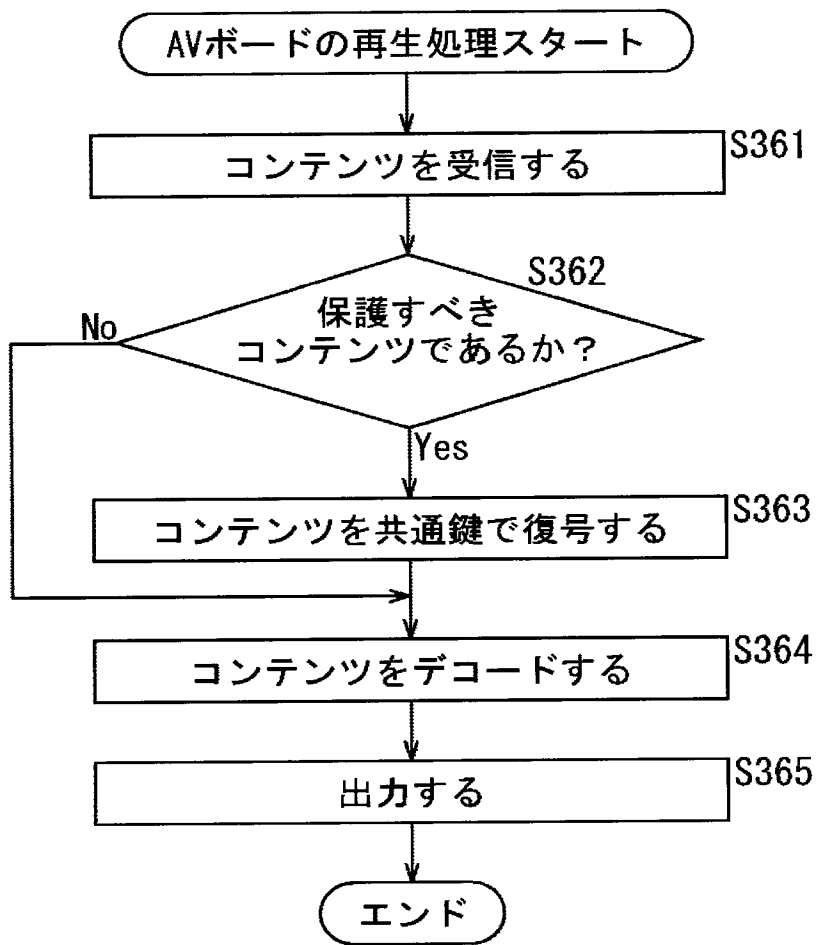 AVボードの再生処理スタート
コンテンツを受信する
S361
S362
保護すべき
コンテンツであるか？
No
Yes
コンテンツを共通鍵で復号する
S363
コンテンツをデコードする
S364
出力する
S365
エンド